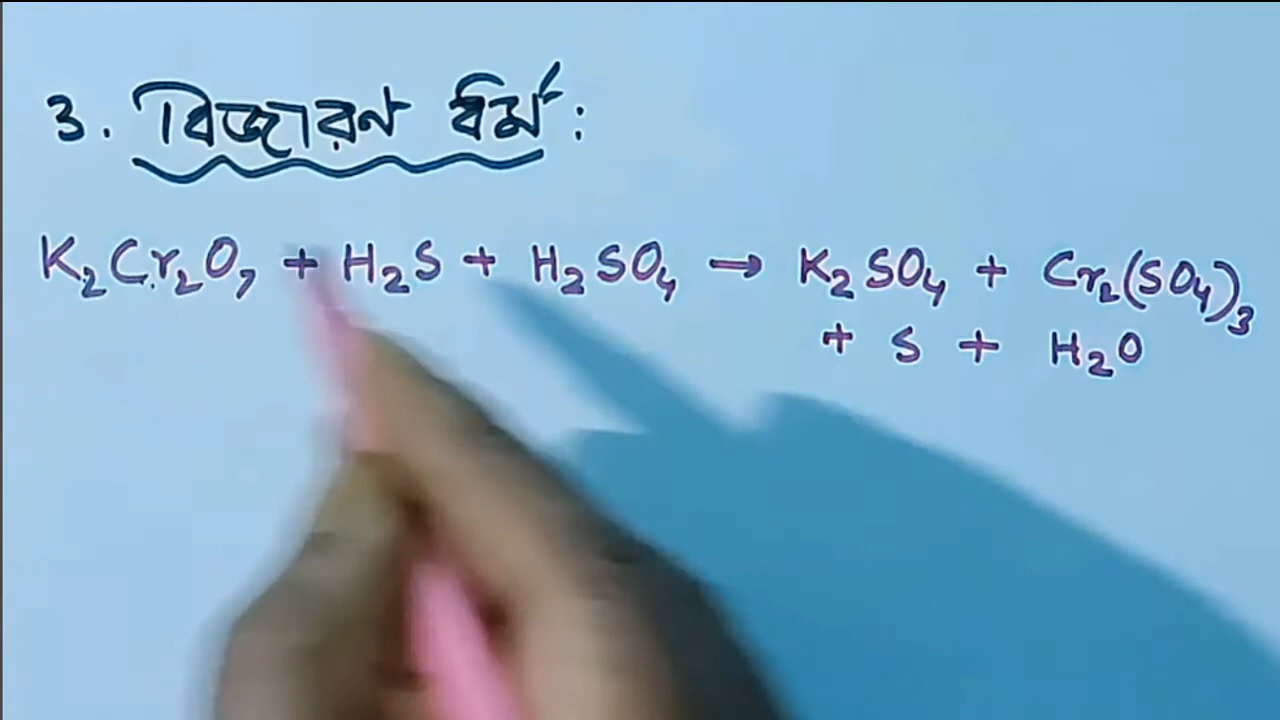 3. বিজারণ ধর্ম :
K₂Cr₂O₇ + H₂S + H₂SO₄ → K₂SO₄ + Cr₂(SO₄)₃
+ S + H₂O